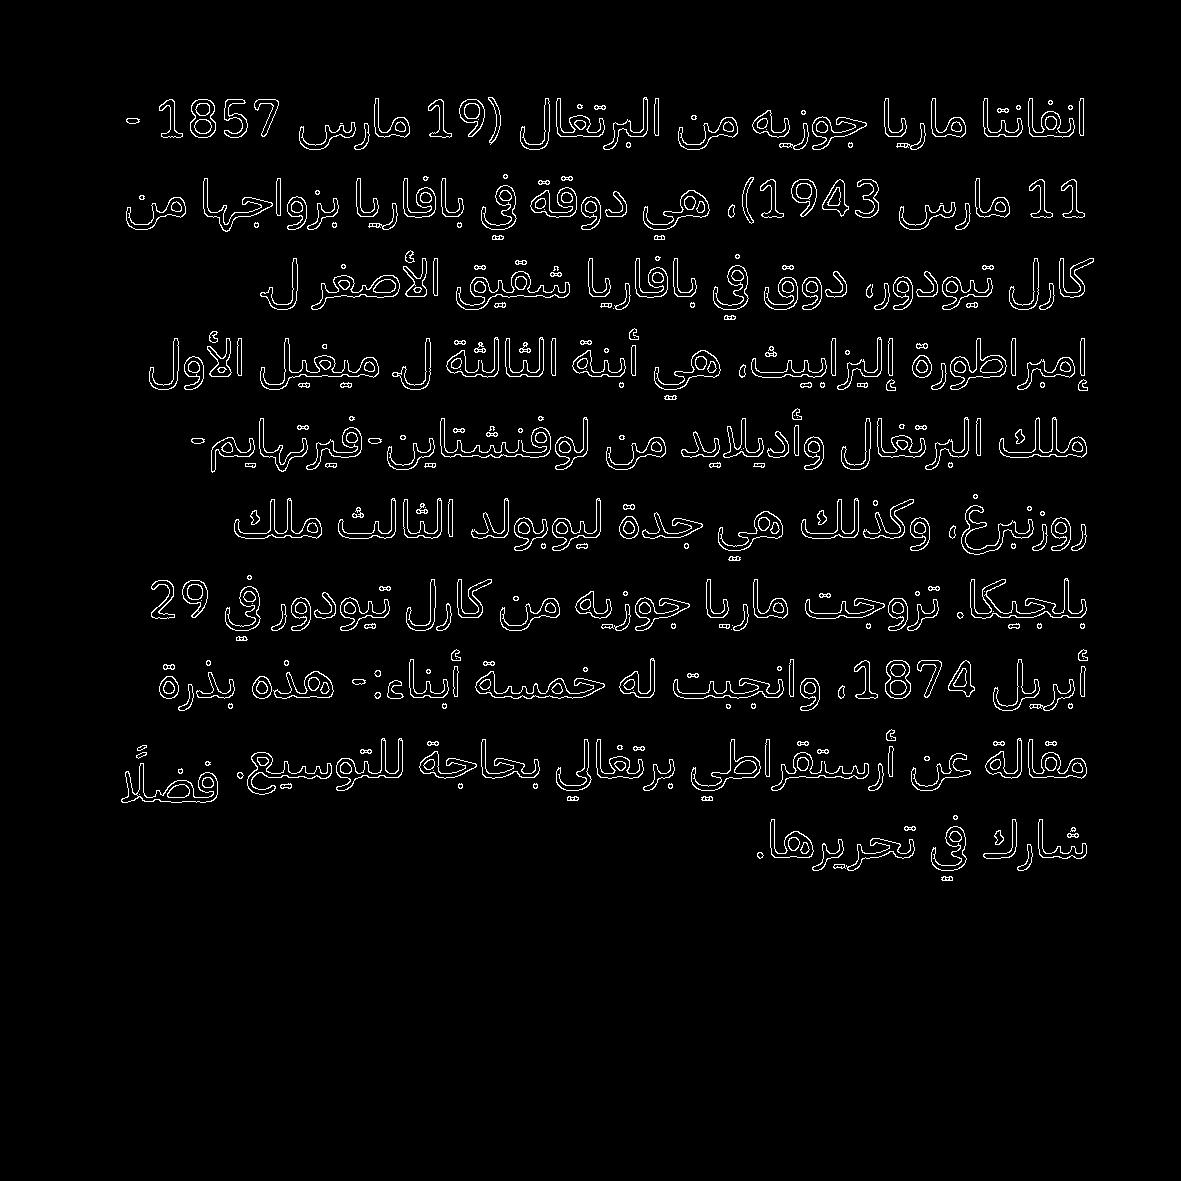 انفانتا ماريا جوزيه من البرتغال (19 مارس 1857 -
11 مارس 1943)، هي دوقة في بافاريا بزواجها من
كارل تيودور، دوق في بافاريا شقيق الأصغر لـ
إمبراطورة إليزابيث، هي أبنة الثالثة لـ ميغيل الأول
ملك البرتغال وأديلايد من لوفنشتاين-فيرتهايم-
روزنبرغ، وكذلك هي جدة ليوبولد الثالث ملك
بلجيكا. تزوجت ماريا جوزيه من كارل تيودور في 29
أبريل 1874، وانجبت له خمسة أبناء:- هذه بذرة
مقالة عن أرستقراطي برتغالي بحاجة للتوسيع. فضلًا
شارك في تحريرها.